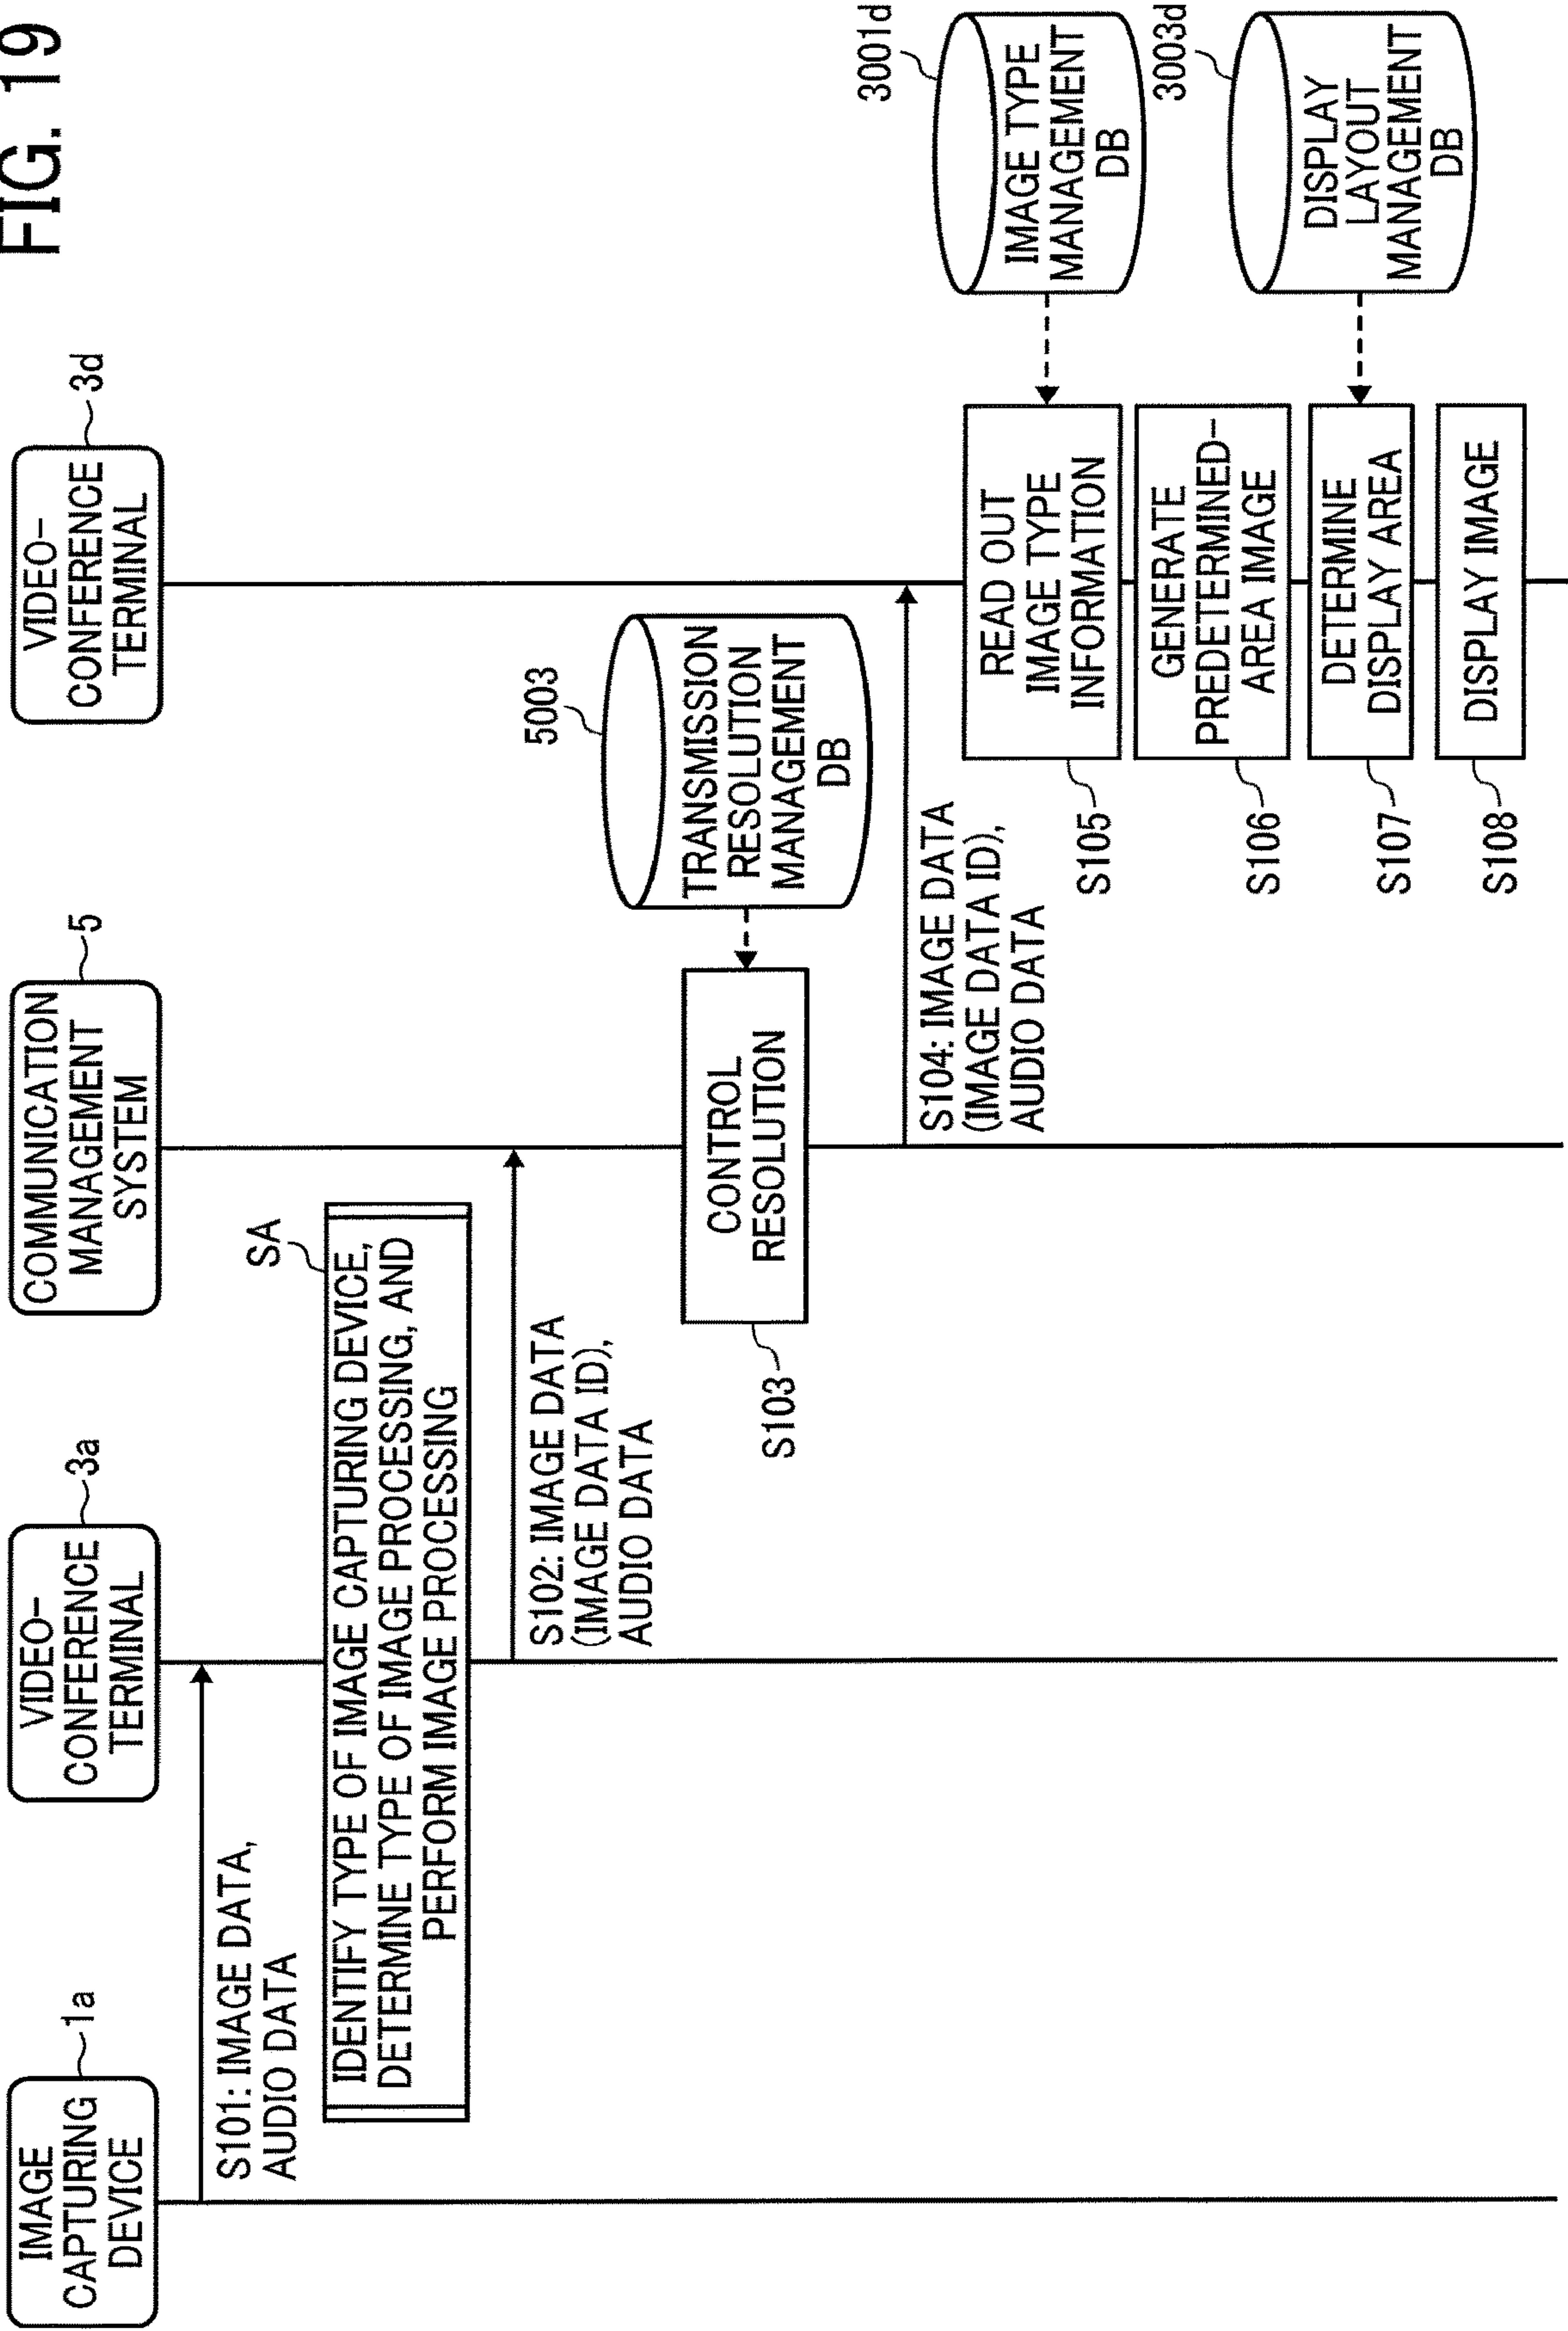 FIG. 19
IMAGE
CAPTURING
DEVICE
1a
VIDEO-
CONFERENCE
TERMINAL
3a
COMMUNICATION
MANAGEMENT
SYSTEM
5
VIDEO-
CONFERENCE
TERMINAL
3d
S101: IMAGE DATA,
AUDIO DATA
SA
IDENTIFY TYPE OF IMAGE CAPTURING DEVICE,
DETERMINE TYPE OF IMAGE PROCESSING, AND
PERFORM IMAGE PROCESSING
S102: IMAGE DATA
(IMAGE DATA ID),
AUDIO DATA
5003
TRANSMISSION
RESOLUTION
MANAGEMENT
DB
CONTROL
RESOLUTION
S103
S104: IMAGE DATA
(IMAGE DATA ID),
AUDIO DATA
3001d
IMAGE TYPE
MANAGEMENT
DB
READ OUT
IMAGE TYPE
INFORMATION
S105
GENERATE
PREDETERMINED-
AREA IMAGE
S106
3003d
DISPLAY
LAYOUT
MANAGEMENT
DB
DETERMINE
DISPLAY AREA
S107
DISPLAY IMAGE
S108